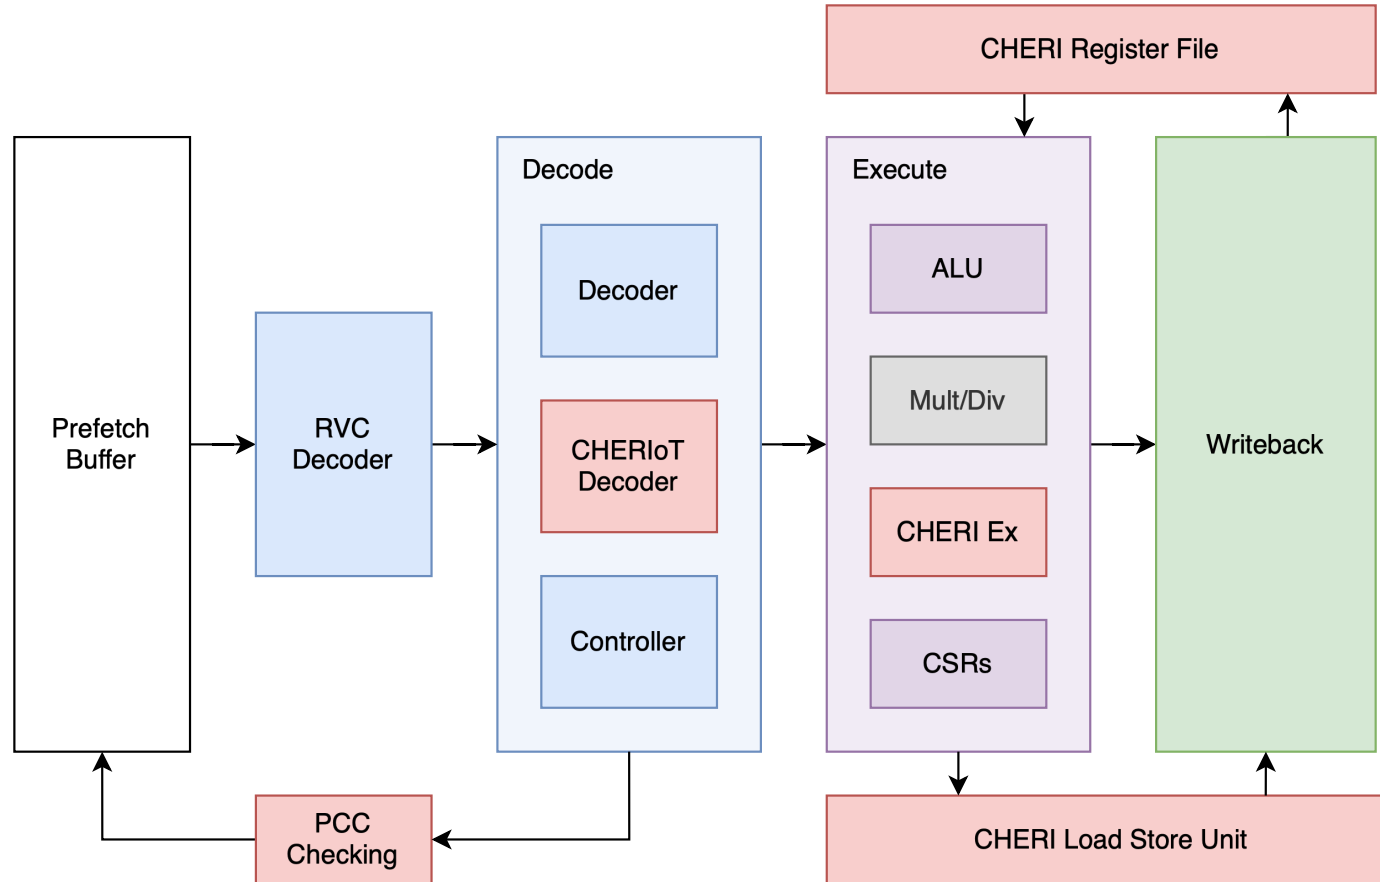 CHERI Register File
Prefetch
Buffer
RVC
Decoder
Decode
Decoder
CHERIoT
Decoder
Controller
Execute
ALU
Mult/Div
CHERI Ex
CSRs
Writeback
PCC
Checking
CHERI Load Store Unit